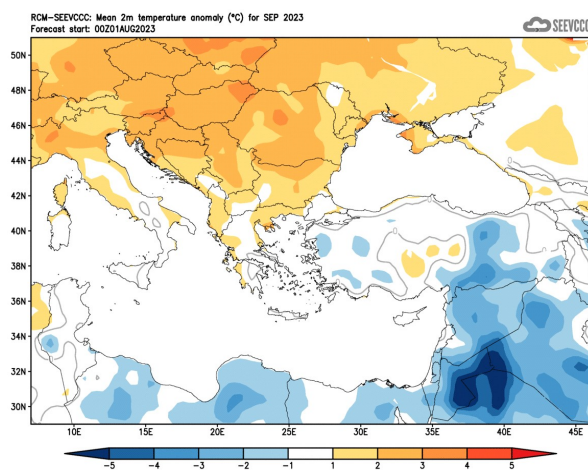 RCM-SEEVCCC: Mean 2m temperature anomaly (°C) for SEP 2023
Forecast start: 00Z01AUG2023
SEEVCCC
50N
48N
46N
44N
42N
40N
38N
36N
34N
32N
30N
10E 15E 20E 25E 30E 35E 40E 45E
-5 -4 -3 -2 -1 1 2 3 4 5